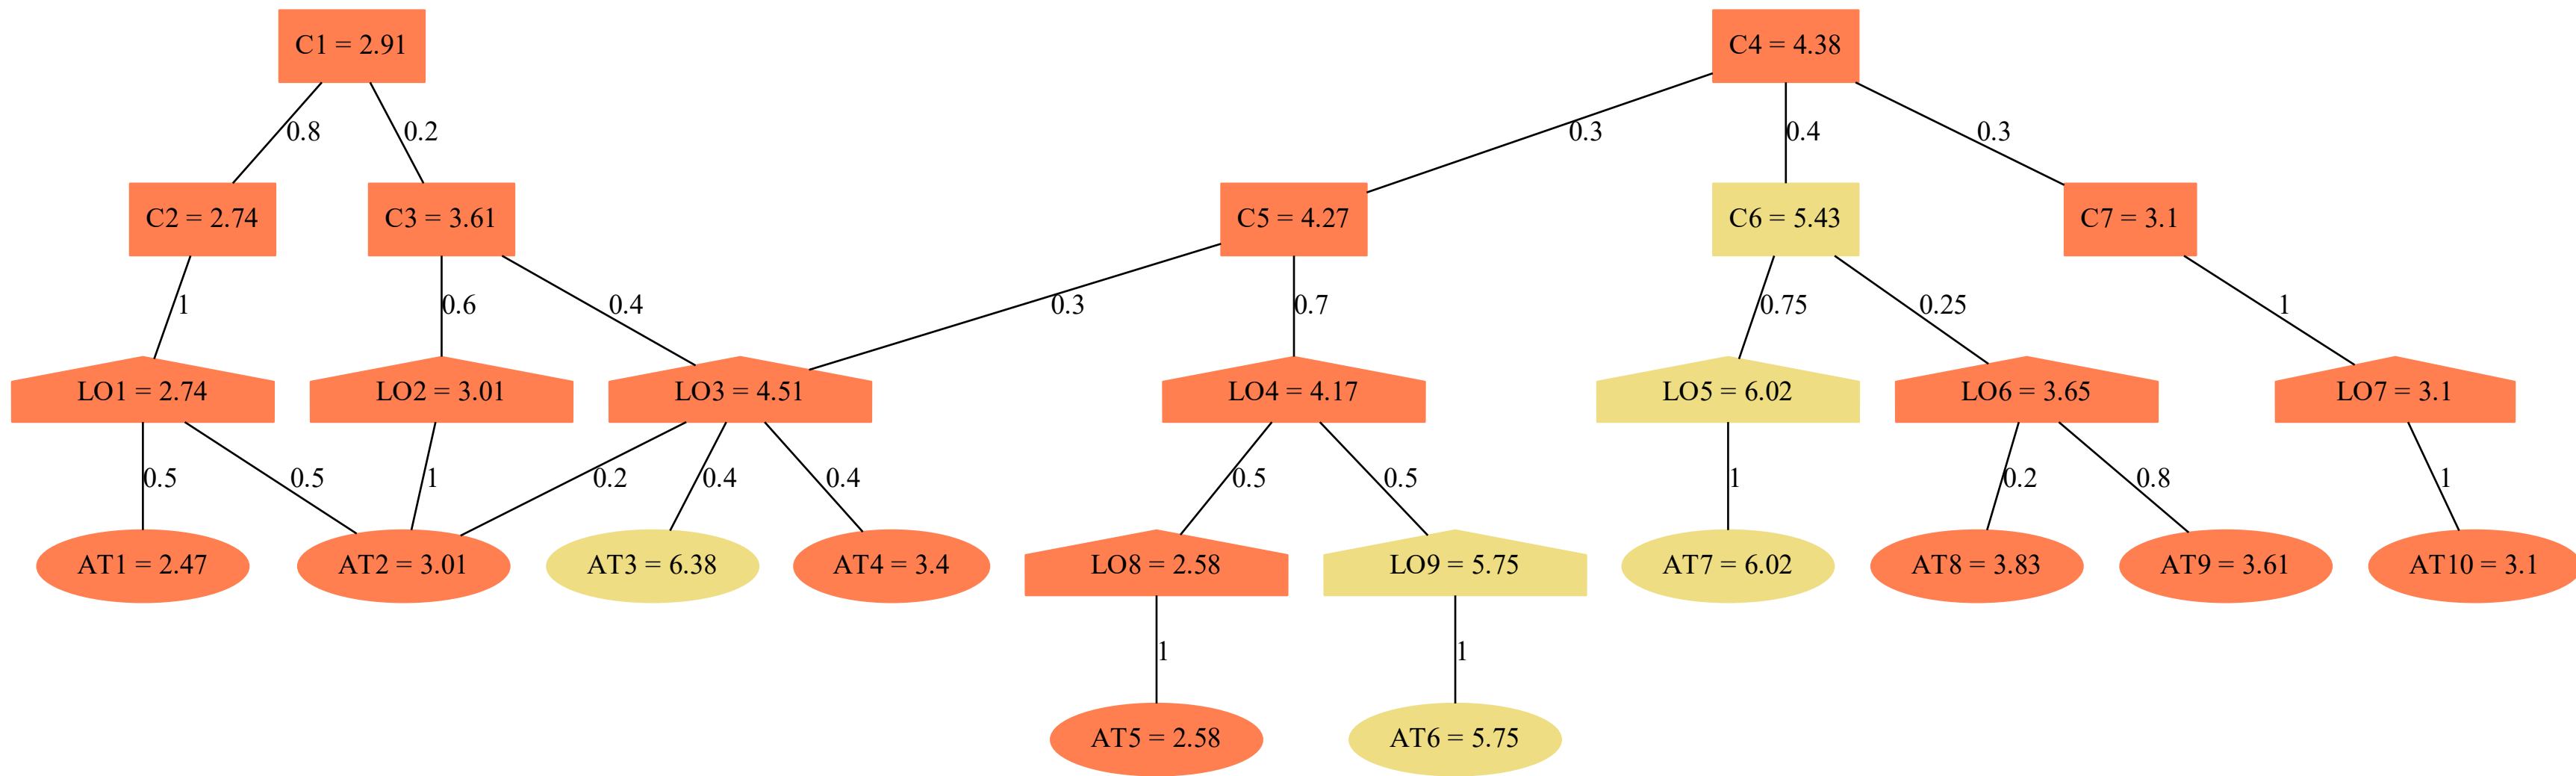 C1 = 2.91
C4 = 4.38
0.8
0.2
0.3
0.4
0.3
C2 = 2.74
C3 = 3.61
C5 = 4.27
C6 = 5.43
C7 = 3.1
1
0.6
0.4
0.3
0.7
0.75
0.25
1
LO1 = 2.74
LO2 = 3.01
LO3 = 4.51
LO4 = 4.17
LO5 = 6.02
LO6 = 3.65
LO7 = 3.1
0.5
0.5
1
0.2
0.4
0.4
0.5
0.5
1
0.2
0.8
1
AT1 = 2.47
AT2 = 3.01
AT3 = 6.38
AT4 = 3.4
LO8 = 2.58
LO9 = 5.75
AT7 = 6.02
AT8 = 3.83
AT9 = 3.61
AT10 = 3.1
1
1
AT5 = 2.58
AT6 = 5.75